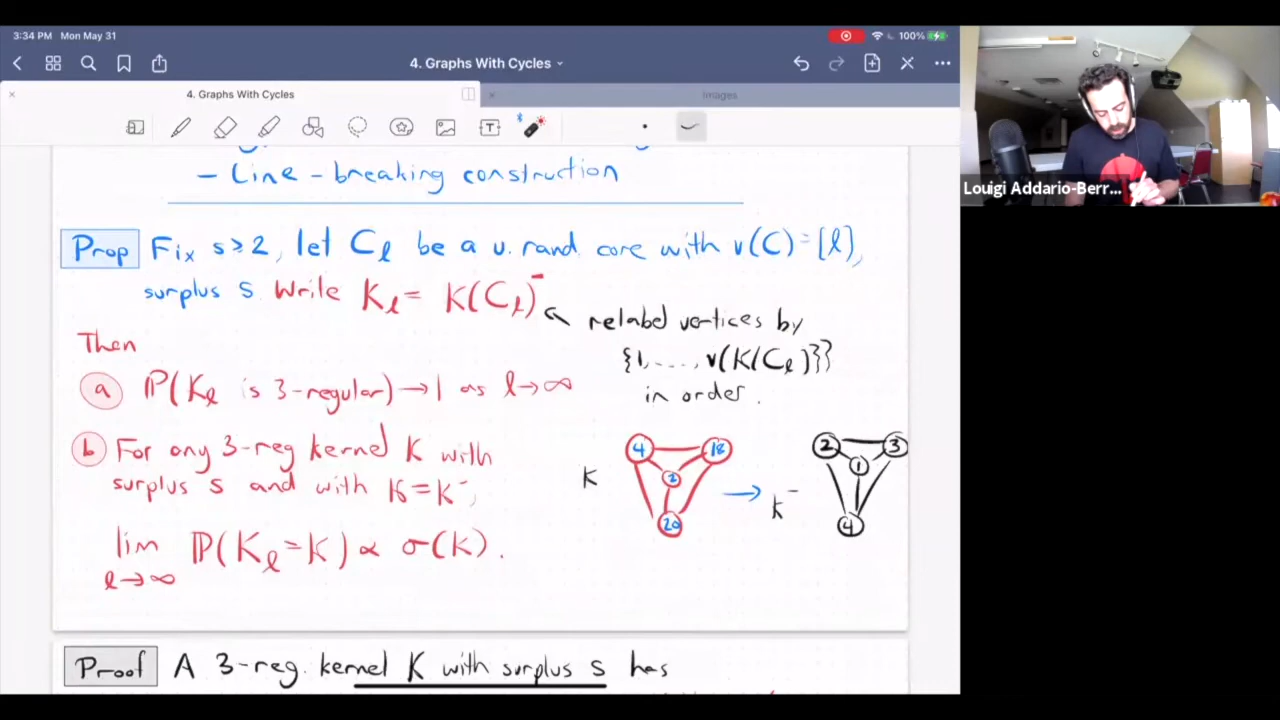 3:34 PM Mon May 31
100%
4. Graphs With Cycles
4. Graphs With Cycles
Images
T
- Line-breaking construction
Prop Fix s≥2, let Cℓ be a u. rand. core with v(C)=[ℓ],
surplus s. Write Kℓ = K(Cℓ)⁻
relabel vertices by
{1,...,v(K(Cℓ))}
in order.
Then
a P(Kℓ is 3-regular) → 1 as ℓ→∞
b For any 3-reg kernel K with
surplus s and with K=K⁻,
lim P(Kℓ=K) ∝ σ(K).
ℓ→∞
K
4
18
2
20
→
K⁻
2
3
1
4
Proof A 3-reg. kernel K with surplus s has
Louigi Addario-Berr...